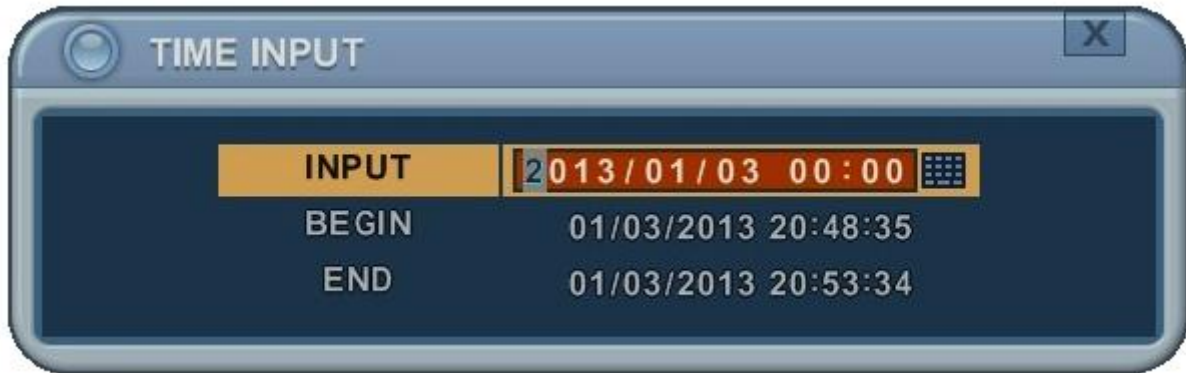 TIME INPUT X
INPUT 2013/01/03 00:00
BEGIN 01/03/2013 20:48:35
END 01/03/2013 20:53:34